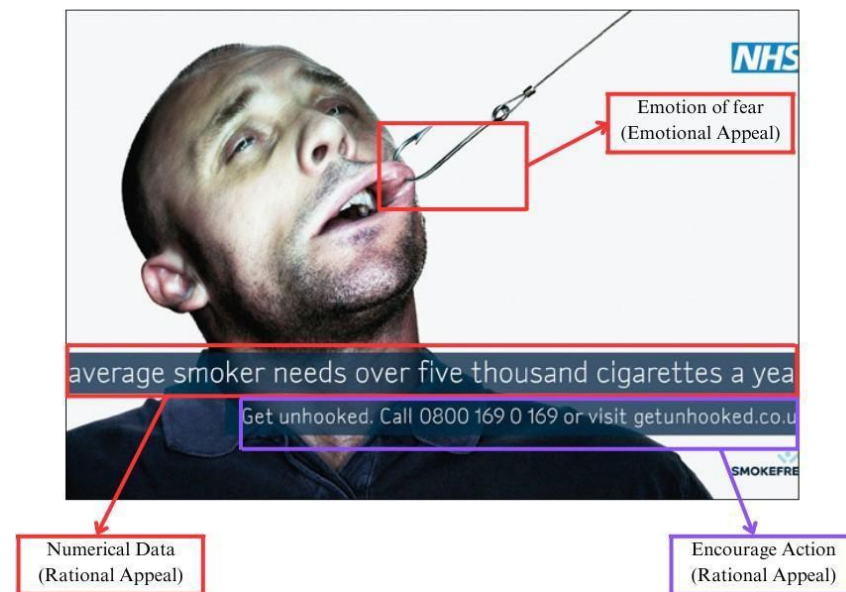 NHS
Emotion of fear
(Emotional Appeal)
average smoker needs over five thousand cigarettes a yea
Get unhooked. Call 0800 169 0 169 or visit getunhooked.co.u
SMOKEFRE
Numerical Data
(Rational Appeal)
Encourage Action
(Rational Appeal)